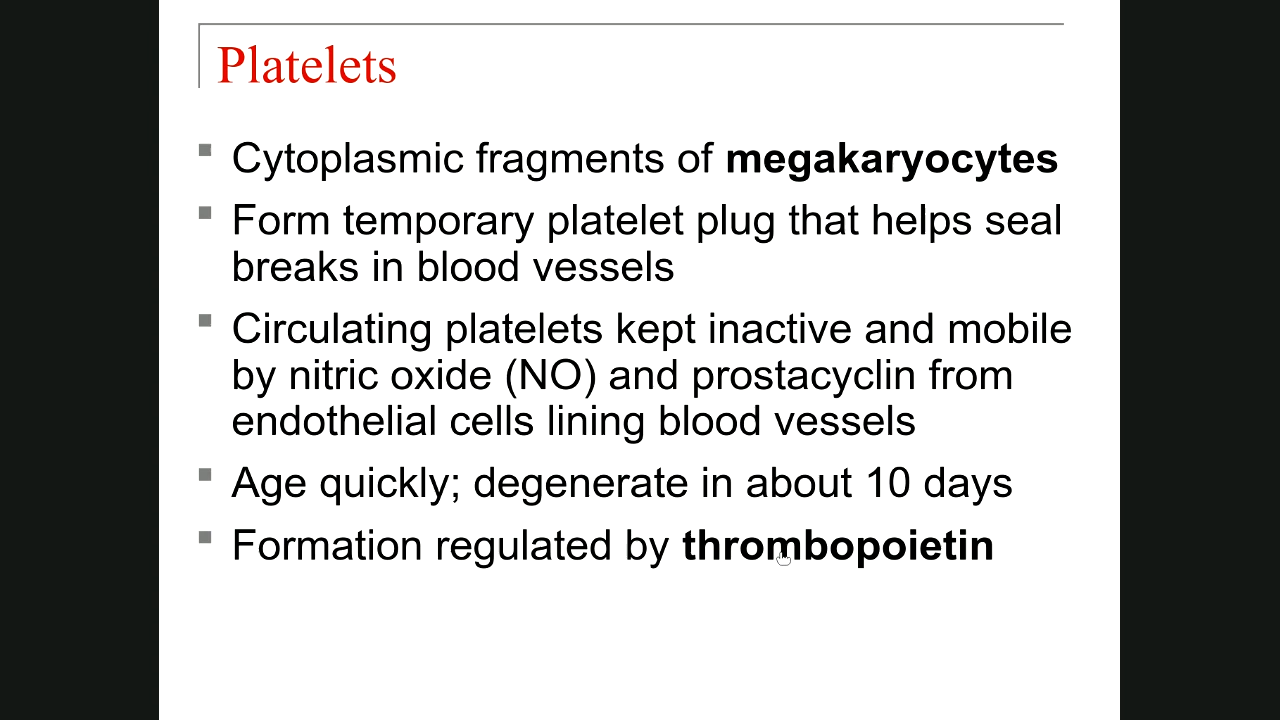 Platelets
Cytoplasmic fragments of megakaryocytes
Form temporary platelet plug that helps seal
breaks in blood vessels
Circulating platelets kept inactive and mobile
by nitric oxide (NO) and prostacyclin from
endothelial cells lining blood vessels
Age quickly; degenerate in about 10 days
Formation regulated by thrombopoietin